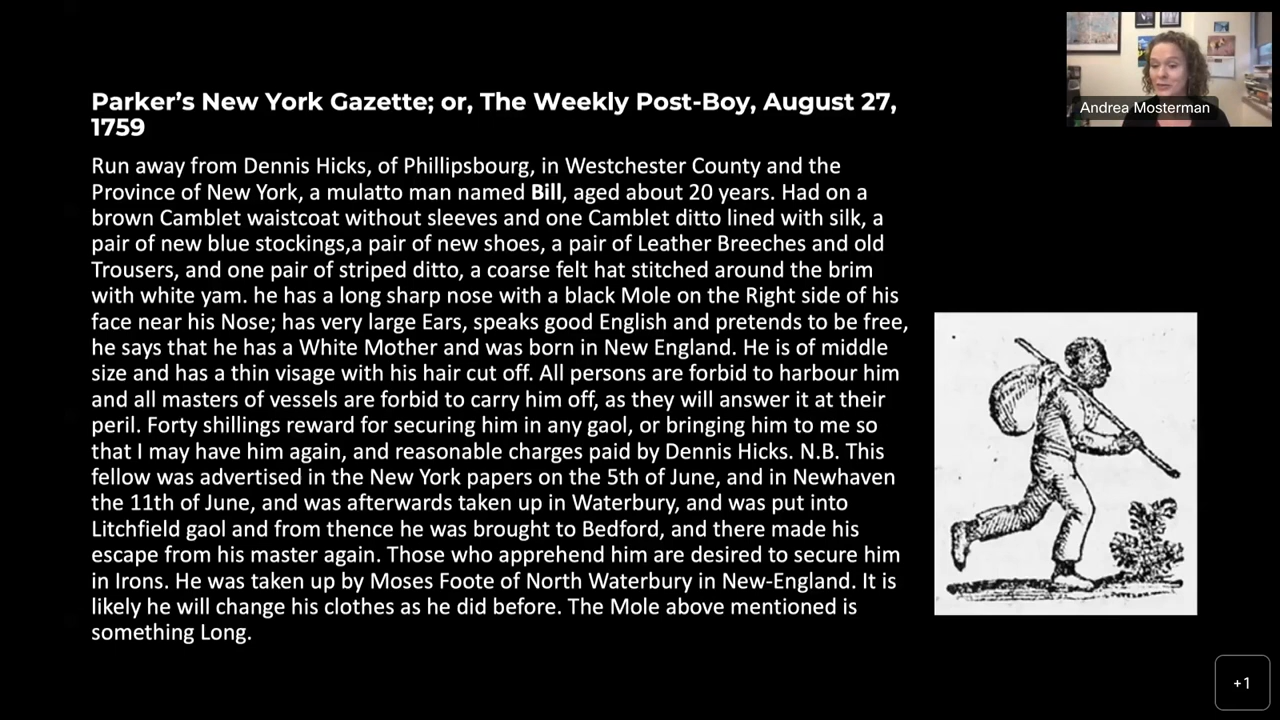 Parker’s New York Gazette; or, The Weekly Post-Boy, August 27,
1759
Run away from Dennis Hicks, of Phillipsbourg, in Westchester County and the
Province of New York, a mulatto man named Bill, aged about 20 years. Had on a
brown Camblet waistcoat without sleeves and one Camblet ditto lined with silk, a
pair of new blue stockings,a pair of new shoes, a pair of Leather Breeches and old
Trousers, and one pair of striped ditto, a coarse felt hat stitched around the brim
with white yam. he has a long sharp nose with a black Mole on the Right side of his
face near his Nose; has very large Ears, speaks good English and pretends to be free,
he says that he has a White Mother and was born in New England. He is of middle
size and has a thin visage with his hair cut off. All persons are forbid to harbour him
and all masters of vessels are forbid to carry him off, as they will answer it at their
peril. Forty shillings reward for securing him in any gaol, or bringing him to me so
that I may have him again, and reasonable charges paid by Dennis Hicks. N.B. This
fellow was advertised in the New York papers on the 5th of June, and in Newhaven
the 11th of June, and was afterwards taken up in Waterbury, and was put into
Litchfield gaol and from thence he was brought to Bedford, and there made his
escape from his master again. Those who apprehend him are desired to secure him
in Irons. He was taken up by Moses Foote of North Waterbury in New-England. It is
likely he will change his clothes as he did before. The Mole above mentioned is
something Long.
Andrea Mosterman
+1